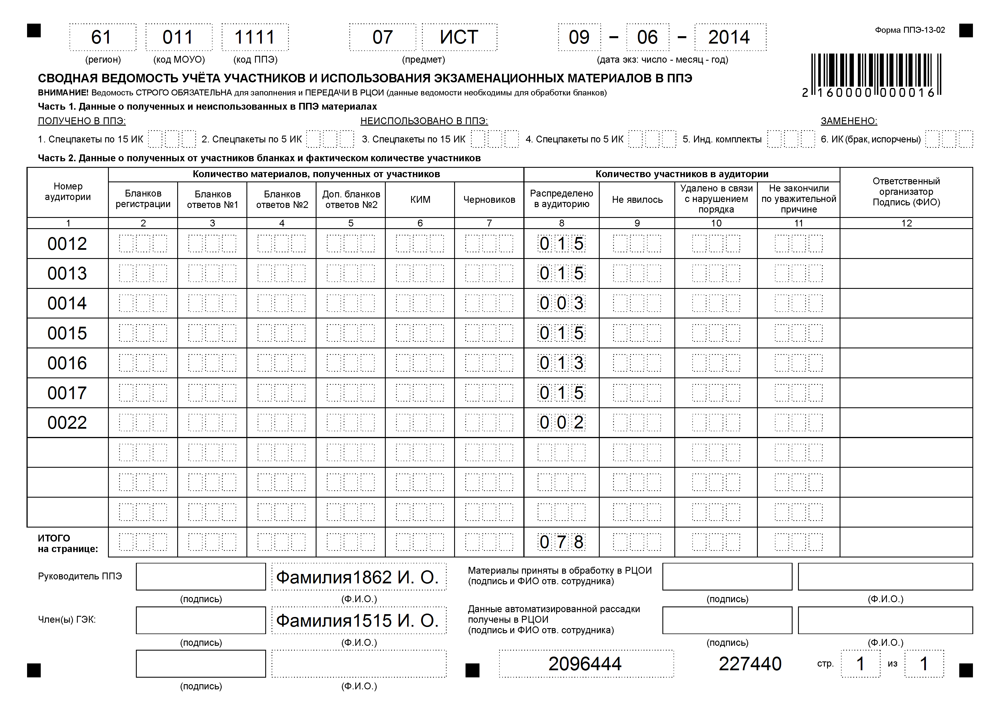 61 011 1111 07 ИСТ 09 – 06 – 2014 Форма ППЭ-13-02
(регион) (код МОУО) (код ППЭ) (предмет) (дата экз: число - месяц - год)
СВОДНАЯ ВЕДОМОСТЬ УЧЁТА УЧАСТНИКОВ И ИСПОЛЬЗОВАНИЯ ЭКЗАМЕНАЦИОННЫХ МАТЕРИАЛОВ В ППЭ
ВНИМАНИЕ! Ведомость СТРОГО ОБЯЗАТЕЛЬНА для заполнения и ПЕРЕДАЧИ В РЦОИ (данные ведомости необходимы для обработки бланков)
2 160000 000016
Часть 1. Данные о полученных и неиспользованных в ППЭ материалах
ПОЛУЧЕНО В ППЭ: НЕИСПОЛЬЗОВАНО В ППЭ: ЗАМЕНЕНО:
1. Спецпакеты по 15 ИК 2. Спецпакеты по 5 ИК 3. Спецпакеты по 15 ИК 4. Спецпакеты по 5 ИК 5. Инд. комплекты 6. ИК (брак, испорчены)
Часть 2. Данные о полученных от участников бланках и фактическом количестве участников
Номер аудитории
Количество материалов, полученных от участников
Количество участников в аудитории
Ответственный организатор Подпись (ФИО)
Бланков регистрации
Бланков ответов №1
Бланков ответов №2
Доп. бланков ответов №2
КИМ
Черновиков
Распределено в аудиторию
Не явилось
Удалено в связи с нарушением порядка
Не закончили по уважительной причине
1 2 3 4 5 6 7 8 9 10 11 12
0012 015
0013 015
0014 003
0015 015
0016 013
0017 015
0022 002
ИТОГО на странице: 078
Руководитель ППЭ Фамилия1862 И. О.
(подпись) (Ф.И.О.)
Материалы приняты в обработку в РЦОИ
(подпись и ФИО отв. сотрудника)
(подпись) (Ф.И.О.)
Член(ы) ГЭК: Фамилия1515 И. О.
(подпись) (Ф.И.О.)
Данные автоматизированной рассадки
получены в РЦОИ
(подпись и ФИО отв. сотрудника)
(подпись) (Ф.И.О.)
2096444 227440 стр. 1 из 1
(подпись) (Ф.И.О.)